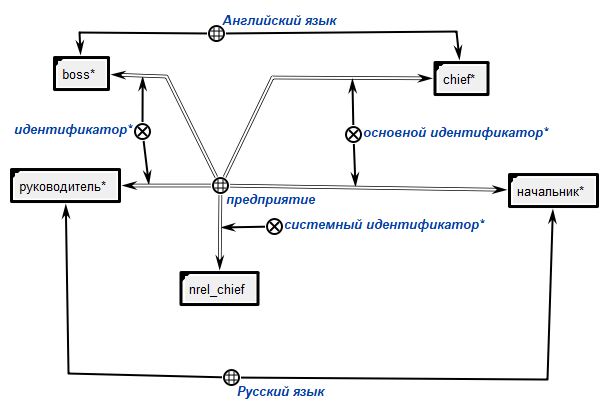 Английский язык
boss*
chief*
идентификатор*
основной идентификатор*
руководитель*
начальник*
предприятие
системный идентификатор*
nrel_chief
Русский язык